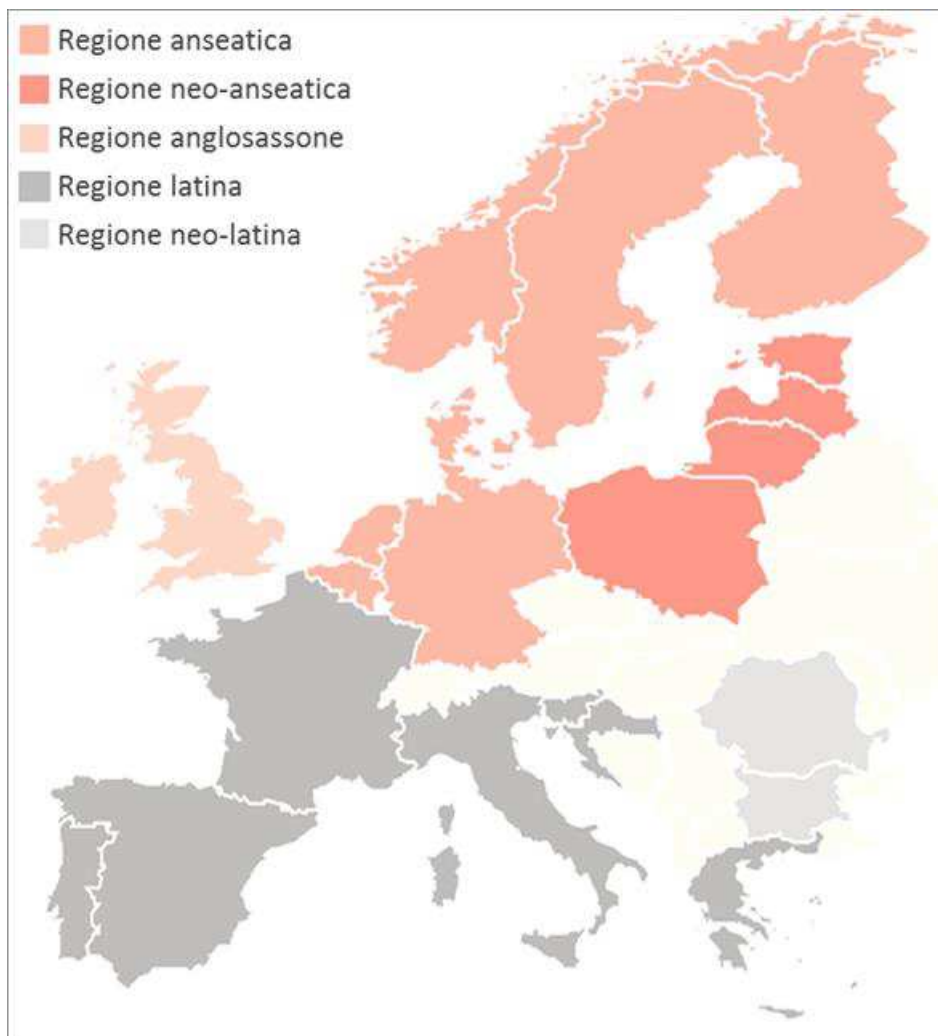 Regione anseatica
Regione neo-anseatica
Regione anglosassone
Regione latina
Regione neo-latina